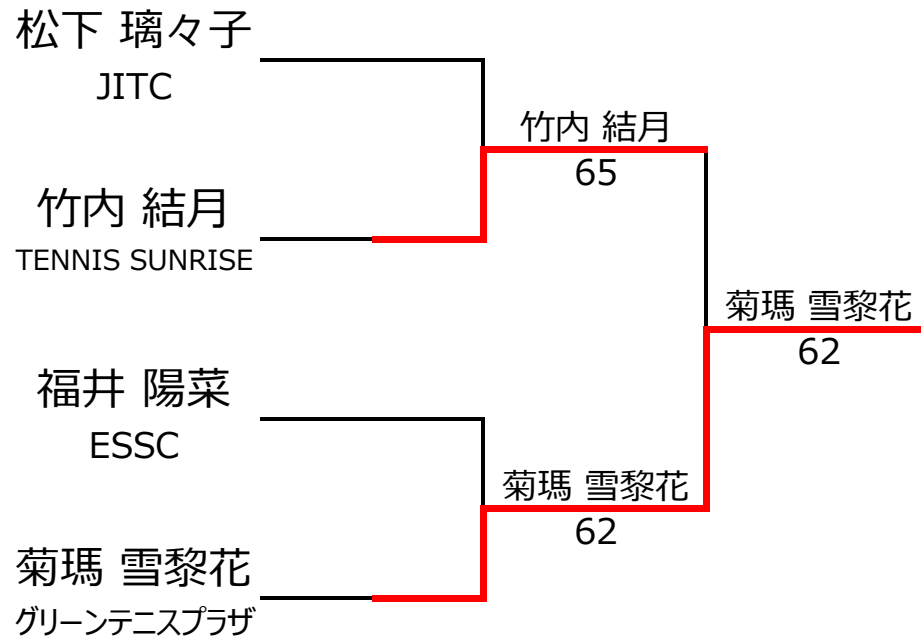 松下 璃々子
JITC
竹内 結月
65
竹内 結月
TENNIS SUNRISE
菊瑪 雪黎花
62
福井 陽菜
ESSC
菊瑪 雪黎花
62
菊瑪 雪黎花
グリーンテニスプラザ